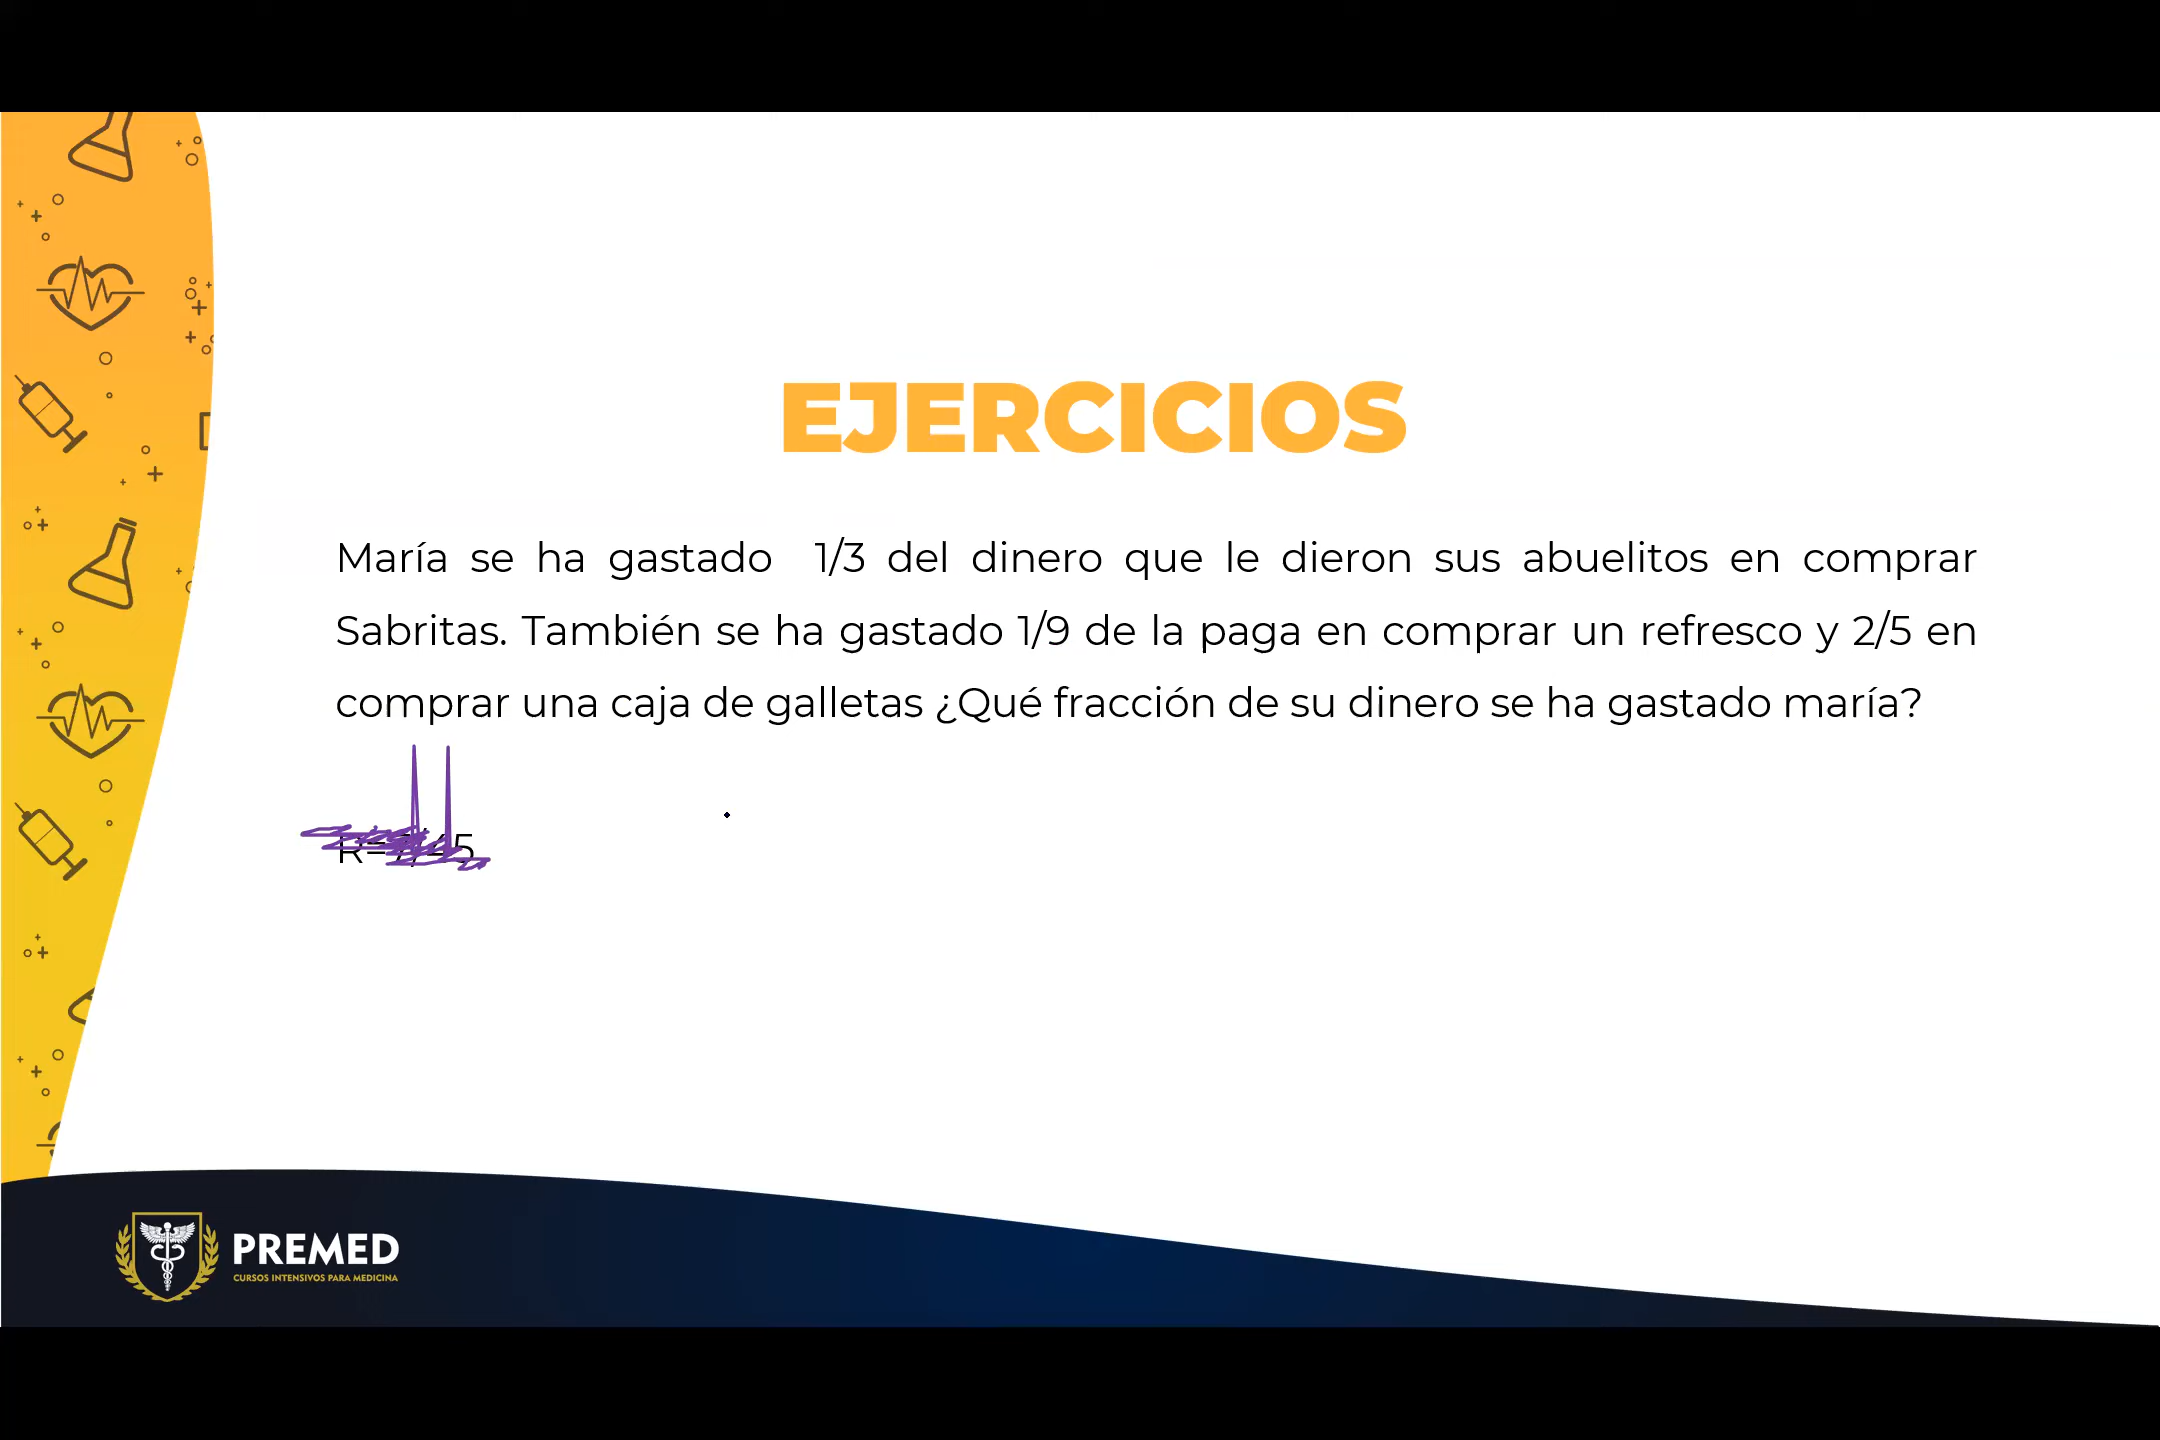 EJERCICIOS
María se ha gastado 1/3 del dinero que le dieron sus abuelitos en comprar
Sabritas. También se ha gastado 1/9 de la paga en comprar un refresco y 2/5 en
comprar una caja de galletas ¿Qué fracción de su dinero se ha gastado maría?
PREMED
CURSOS INTENSIVOS PARA MEDICINA